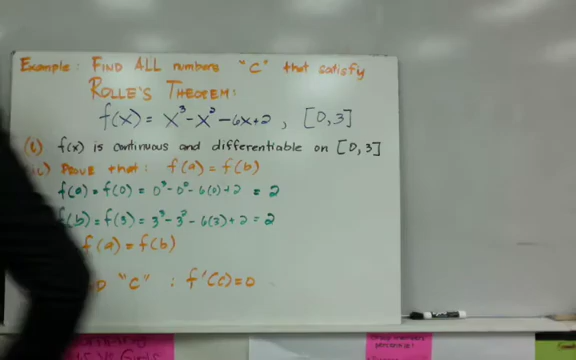 Example: FIND ALL numbers "C" that satisfy
ROLLE'S THEOREM:
f(x) = x³-x²-6x+2, [0,3]
(i) f(x) is continuous and differentiable on [0,3]
PROVE that: f(a) = f(b)
f(a) = f(0) = 0³-0²-6(0)+2 = 2
f(b) = f(3) = 3³-3²-6(3)+2 = 2
f(a) = f(b)
"C" : f'(c)=0